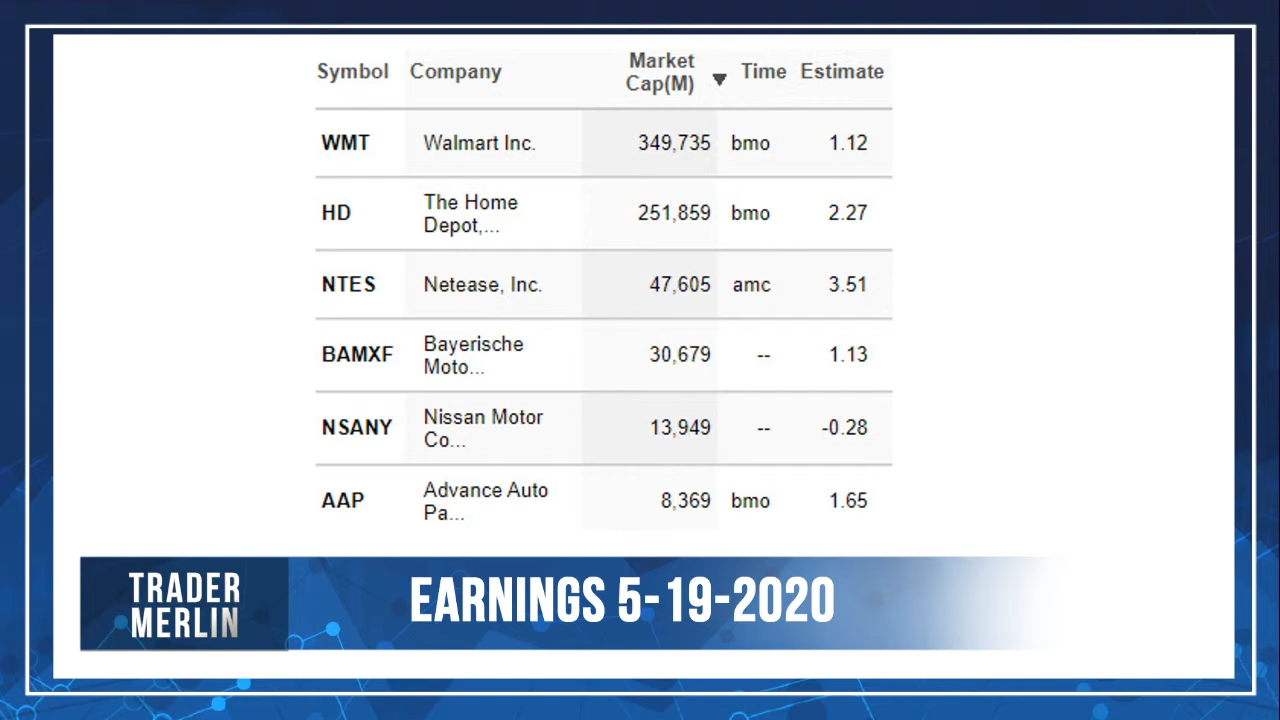 Symbol Company Market Cap(M) ▼ Time Estimate
WMT Walmart Inc. 349,735 bmo 1.12
HD The Home Depot,... 251,859 bmo 2.27
NTES Netease, Inc. 47,605 amc 3.51
BAMXF Bayerische Moto... 30,679 -- 1.13
NSANY Nissan Motor Co... 13,949 -- -0.28
AAP Advance Auto Pa... 8,369 bmo 1.65
TRADER
MERLIN
EARNINGS 5-19-2020